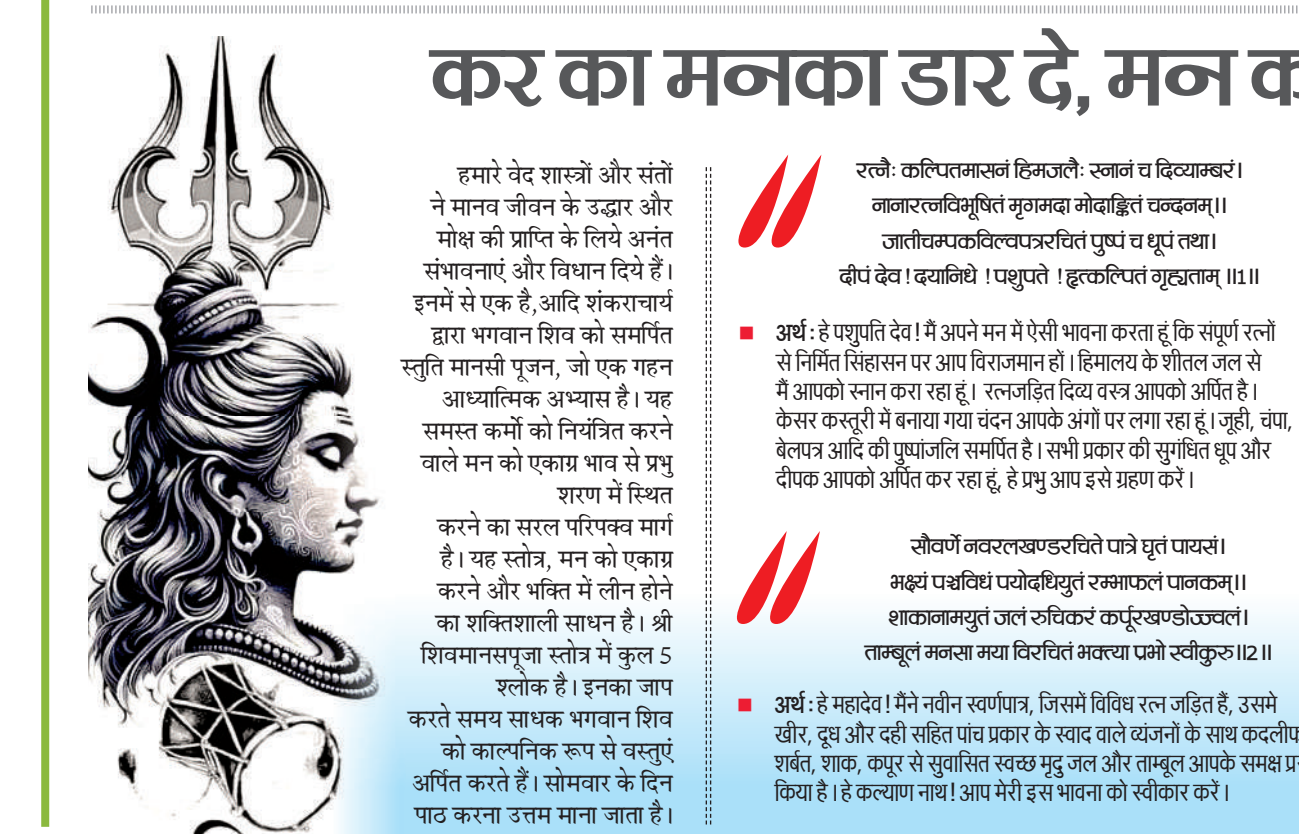 कर का मनका डार दे, मन
हमारे वेद शास्त्रों और संतों
ने मानव जीवन के उद्धार और
मोक्ष की प्राप्ति के लिये अनंत
संभावनाएं और विधान दिये हैं।
इनमें से एक है,आदि शंकराचार्य
द्वारा भगवान शिव को समर्पित
स्तुति मानसी पूजन, जो एक गहन
आध्यात्मिक अभ्यास है। यह
समस्त कर्मो को नियंत्रित करने
वाले मन को एकाग्र भाव से प्रभु
शरण में स्थित
करने का सरल परिपक्व मार्ग
है। यह स्तोत्र, मन को एकाग्र
करने और भक्ति में लीन होने
का शक्तिशाली साधन है। श्री
शिवमानसपूजा स्तोत्र में कुल 5
श्लोक है। इनका जाप
करते समय साधक भगवान शिव
को काल्पनिक रूप से वस्तुएं
अर्पित करते हैं। सोमवार के दिन
पाठ करना उत्तम माना जाता है।
रत्नैः कल्पितमासनं हिमजलैः स्नानं च दिव्याम्बरं।
नानारत्नविभूषितं मृगमदा मोदाङ्कितं चन्दनम्।।
जातीचम्पकविल्वपत्ररचितं पुष्पं च धूपं तथा।
दीपं देव ! दयानिधे ! पशुपते ! हृत्कल्पितं गृह्यताम् ॥1॥
अर्थ : हे पशुपति देव! मैं अपने मन में ऐसी भावना करता हूं कि संपूर्ण रत्नों
से निर्मित सिंहासन पर आप विराजमान हों। हिमालय के शीतल जल से
मैं आपको स्नान करा रहा हूं। रत्नजड़ित दिव्य वस्त्र आपको अर्पित है।
केसर कस्तूरी में बनाया गया चंदन आपके अंगों पर लगा रहा हूं। जूही, चंपा,
बेलपत्र आदि की पुष्पांजलि समर्पित है। सभी प्रकार की सुगंधित धूप और
दीपक आपको अर्पित कर रहा हूं, हे प्रभु आप इसे ग्रहण करें।
सौवर्णे नवरलखण्डरचिते पात्रे घृतं पायसं।
भक्ष्यं पञ्चविधं पयोदधियुतं रम्भाफलं पानकम्।।
शाकानामयुतं जलं रुचिकरं कर्पूरखण्डोज्ज्वलं।
ताम्बूलं मनसा मया विरचितं भक्त्या प्रभो स्वीकुरु॥2॥
अर्थ : हे महादेव! मैंने नवीन स्वर्णपात्र, जिसमें विविध रत्न जड़ित हैं, उसमे
खीर, दूध और दही सहित पांच प्रकार के स्वाद वाले व्यंजनों के साथ
शर्बत, शाक, कपूर से सुवासित स्वच्छ मृदु जल और ताम्बूल आपके समक्ष
किया है। हे कल्याण नाथ! आप मेरी इस भावना को स्वीकार करें।